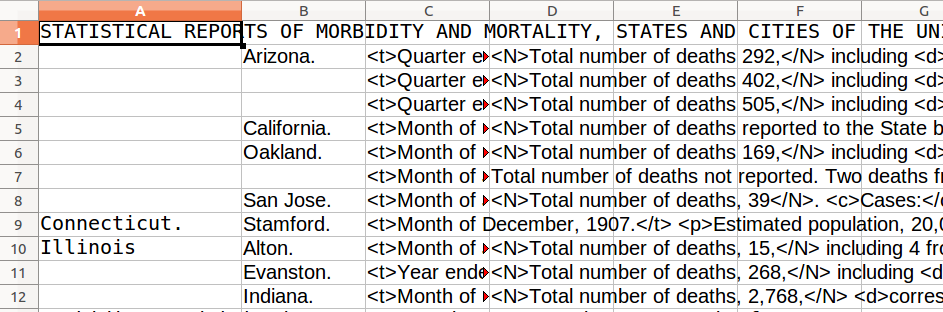 A B C D E F G
1 STATISTICAL REPORTS OF MORBIDITY AND MORTALITY, STATES AND CITIES OF THE UN
2 Arizona. <t>Quarter e <N>Total number of deaths 292,</N> including <d>
3 <t>Quarter e <N>Total number of deaths 402,</N> including <d>
4 <t>Quarter e <N>Total number of deaths 505,</N> including <d>
5 California. <t>Month of <N>Total number of deaths reported to the State b
6 Oakland. <t>Month of <N>Total number of deaths 169,</N> including <d>
7 <t>Month of Total number of deaths not reported. Two deaths fr
8 San Jose. <t>Month of <N>Total number of deaths, 39</N>. <c>Cases:</c
9 Connecticut. Stamford. <t>Month of December, 1907.</t> <p>Estimated population, 20,0
10 Illinois Alton. <t>Month of <N>Total number of deaths, 15,</N> including 4 fro
11 Evanston. <t>Year ende <N>Total number of deaths, 268,</N> including <d
12 Indiana. <t>Month of <N>Total number of deaths, 2,768,</N> <d>corres